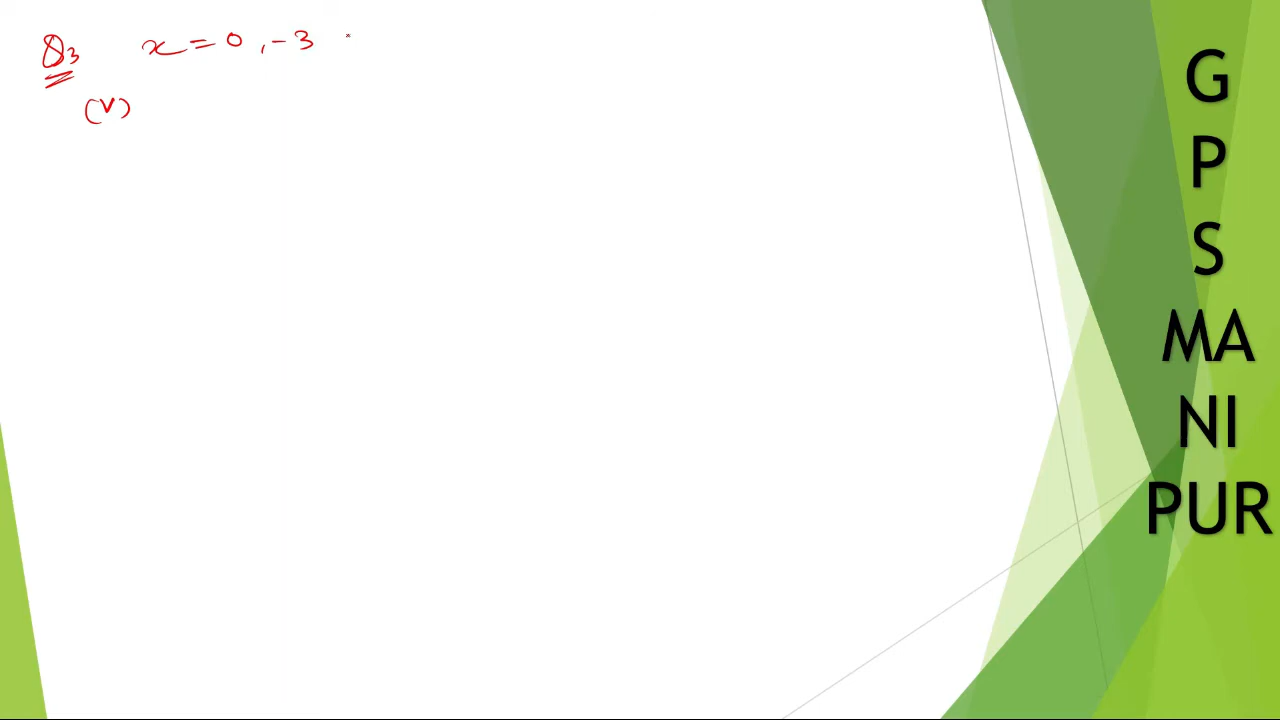 Q3 x = 0, -3
(v)
G
P
S
MA
NI
PUR